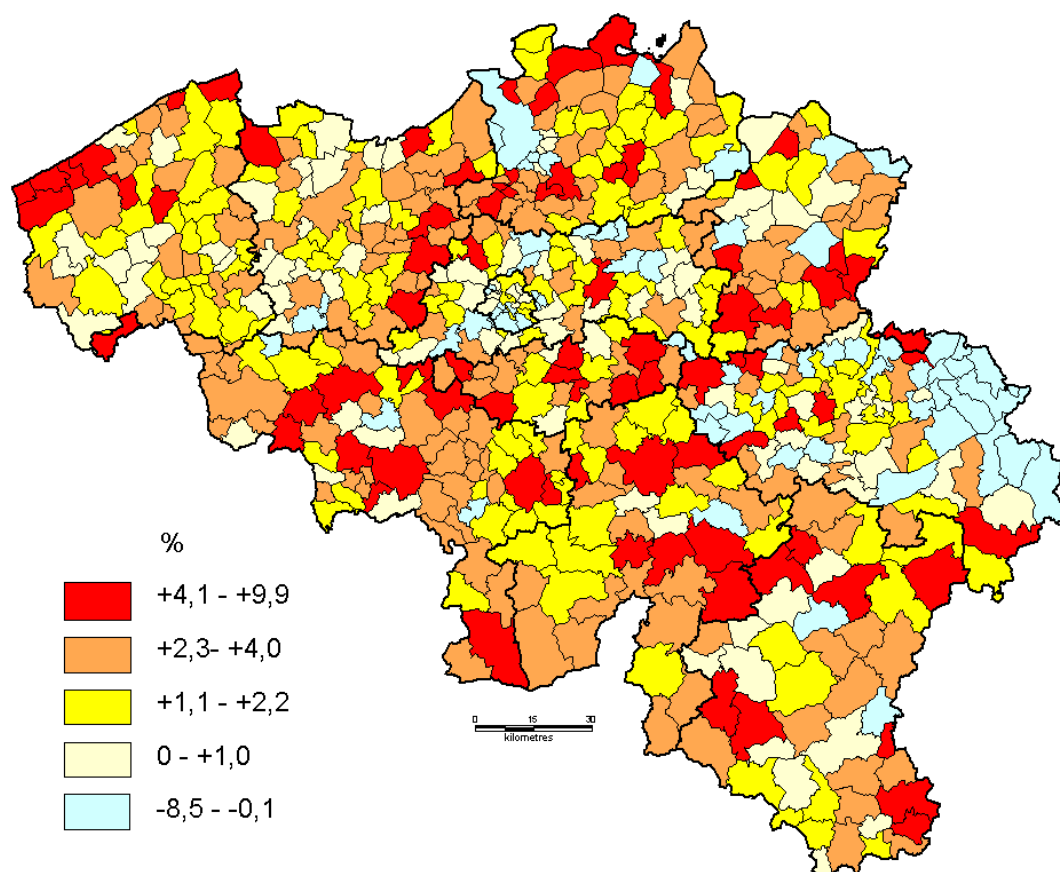 %
+4,1 - +9,9
+2,3- +4,0
+1,1 - +2,2
0 - +1,0
-8,5 - -0,1
0 15 30
kilometres